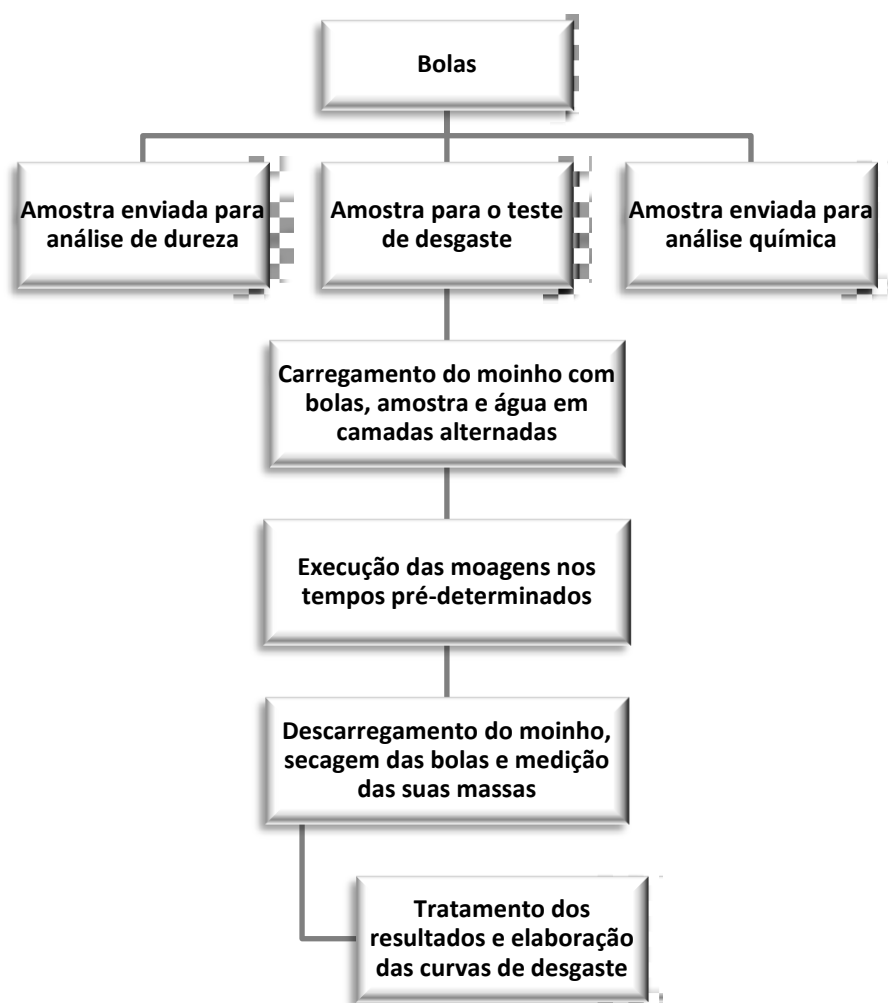 Bolas
Amostra enviada para
análise de dureza
Amostra para o teste
de desgaste
Amostra enviada para
análise química
Carregamento do moinho com
bolas, amostra e água em
camadas alternadas
Execução das moagens nos
tempos pré-determinados
Descarregamento do moinho,
secagem das bolas e medição
das suas massas
Tratamento dos
resultados e elaboração
das curvas de desgaste